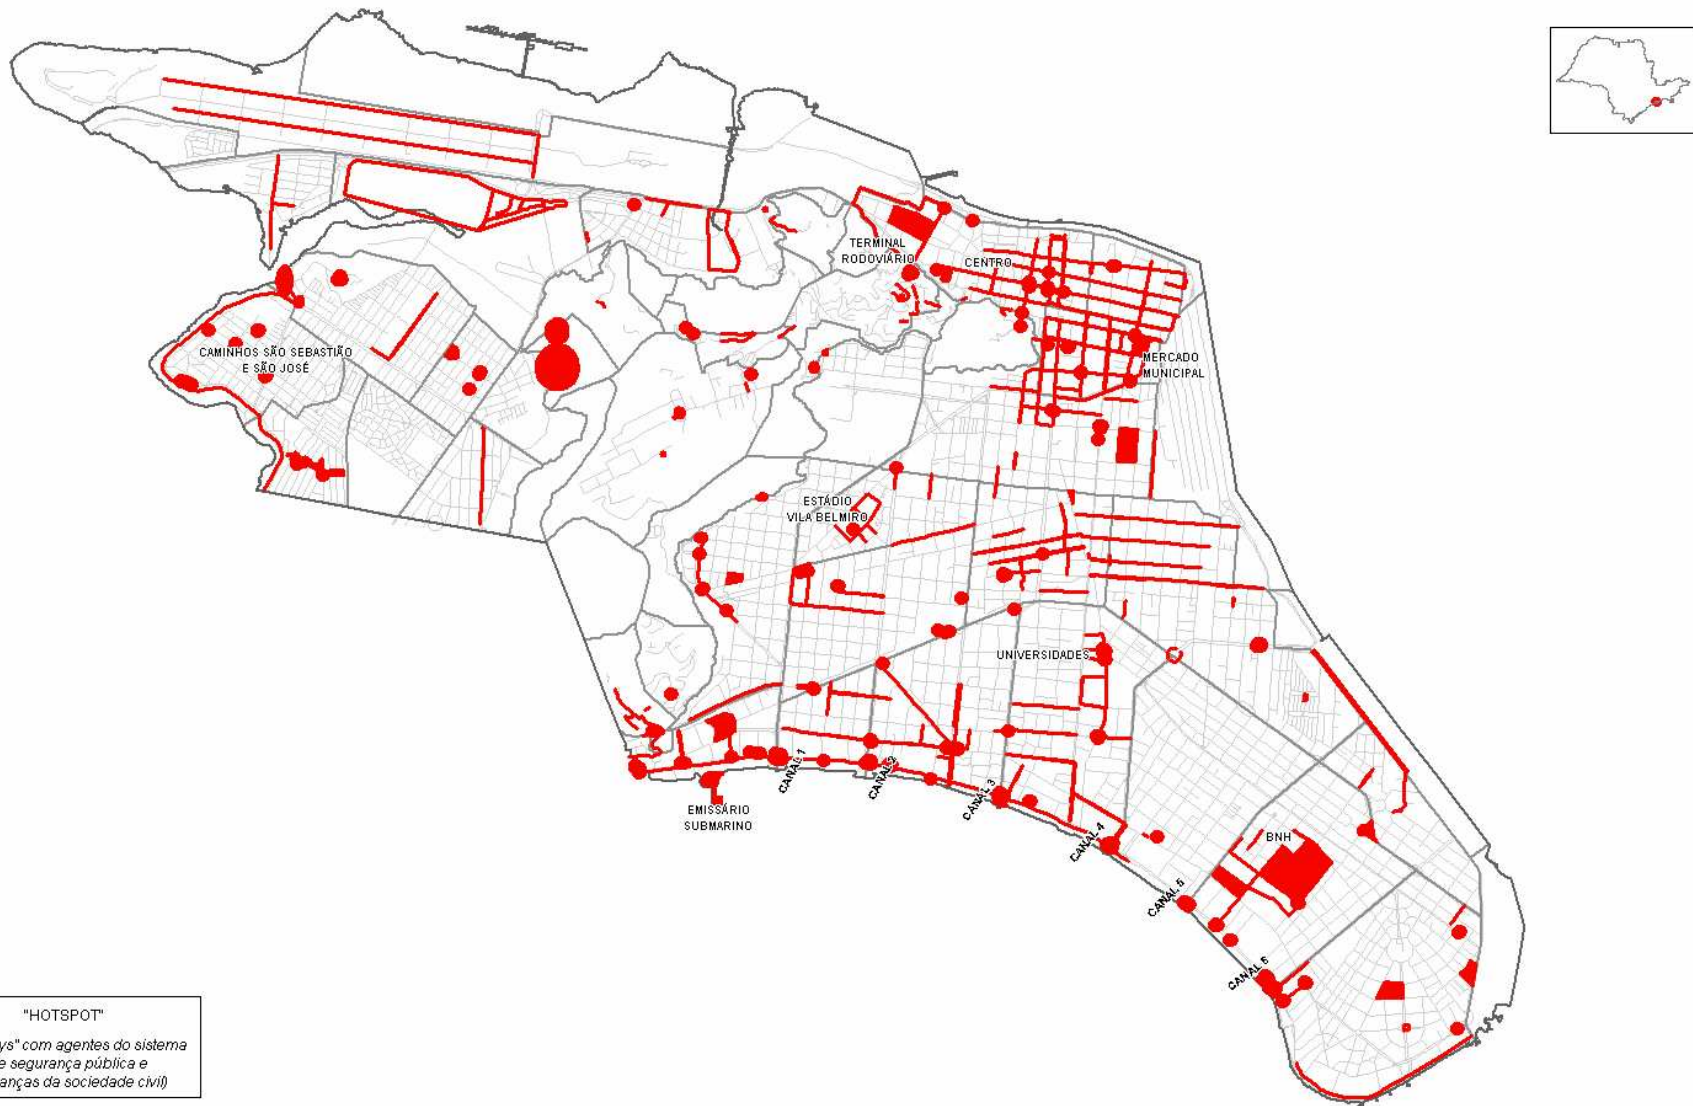 TERMINAL
RODOVIÁRIO
CENTRO
CAMINHOS SÃO SEBASTIÃO
E SÃO JOSÉ
MERCADO
MUNICIPAL
ESTÁDIO
VILA BELMIRO
UNIVERSIDADES
EMISSÁRIO
SUBMARINO
CANAL 1
CANAL 2
CANAL 3
CANAL 4
BNH
CANAL 5
CANAL 6
"HOTSPOT"
ys" com agentes do sistema
e segurança pública e
anças da sociedade civil)